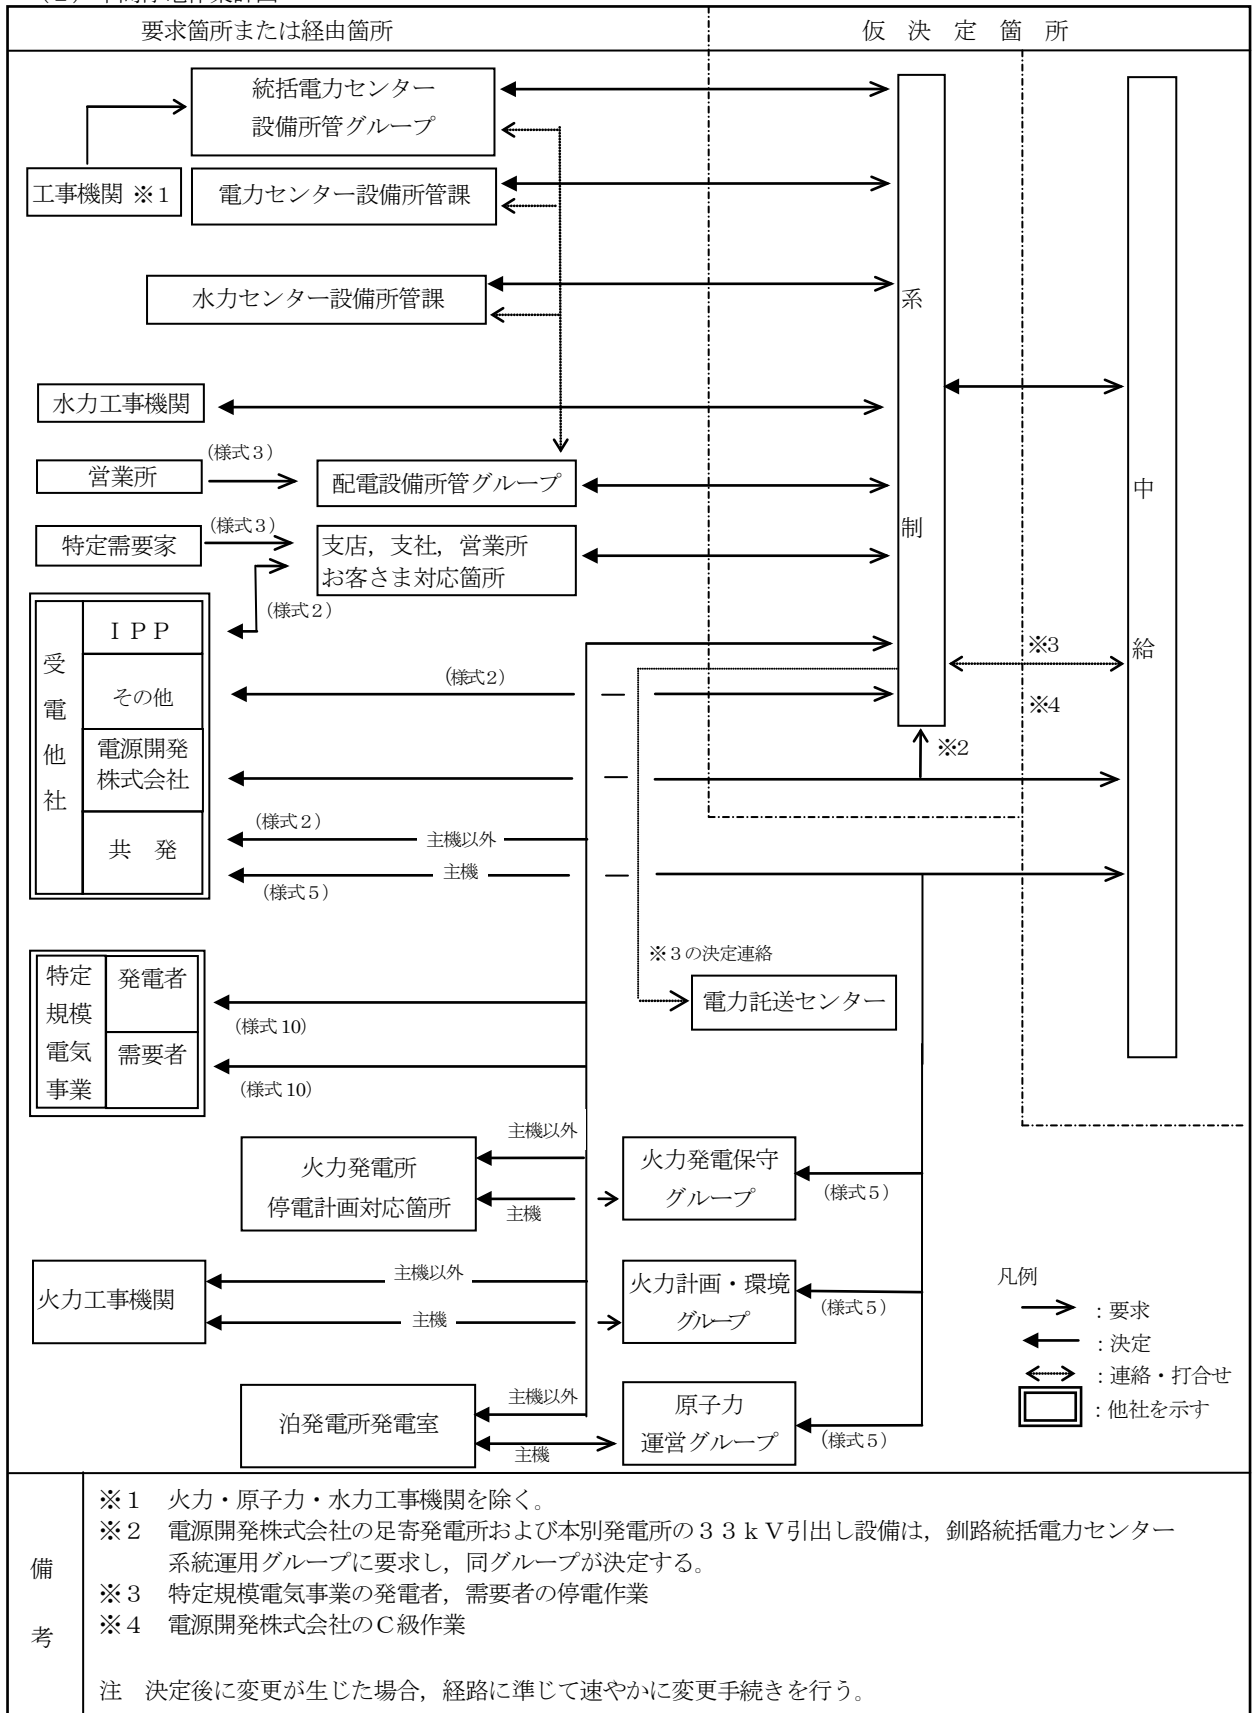 要求箇所または経由箇所
仮決定箇所
統括電力センター
設備所管グループ
工事機関 ※1
電力センター設備所管課
水力センター設備所管課
系制
中給
水力工事機関
営業所
(様式3)
配電設備所管グループ
特定需要家
(様式3)
支店，支社，営業所
お客さま対応箇所
受電他社
ＩＰＰ
(様式2)
その他
(様式2)
※3
※4
電源開発
株式会社
※2
共　発
(様式2)
主機以外
主機
(様式5)
※3の決定連絡
電力託送センター
特定
規模
電気
事業
発電者
(様式10)
需要者
(様式10)
火力発電所
停電計画対応箇所
主機以外
主機
火力発電保守
グループ
(様式5)
火力工事機関
主機以外
主機
火力計画・環境
グループ
(様式5)
泊発電所発電室
主機以外
主機
原子力
運営グループ
(様式5)
凡例
：要求
：決定
：連絡・打合せ
：他社を示す
備考
※1　火力・原子力・水力工事機関を除く。
※2　電源開発株式会社の足寄発電所および本別発電所の３３ｋＶ引出し設備は，釧路統括電力センター
系統運用グループに要求し，同グループが決定する。
※3　特定規模電気事業の発電者，需要者の停電作業
※4　電源開発株式会社のＣ級作業
注　決定後に変更が生じた場合，経路に準じて速やかに変更手続きを行う。